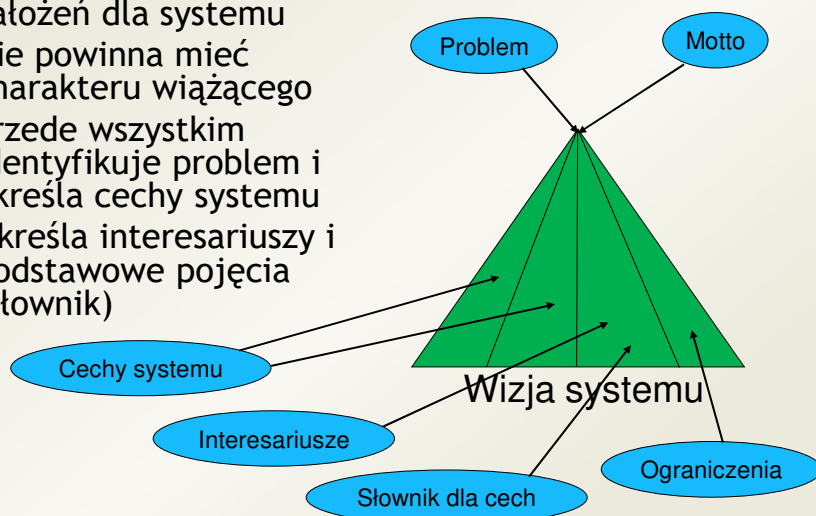 ałożeń dla systemu
ie powinna mieć
harakteru wiążącego
rzede wszystkim
dentyfikuje problem i
kreśla cechy systemu
kreśla interesariuszy i
odstawowe pojęcia
łownik)
Problem
Motto
Cechy systemu
Wizja systemu
Interesariusze
Słownik dla cech
Ograniczenia